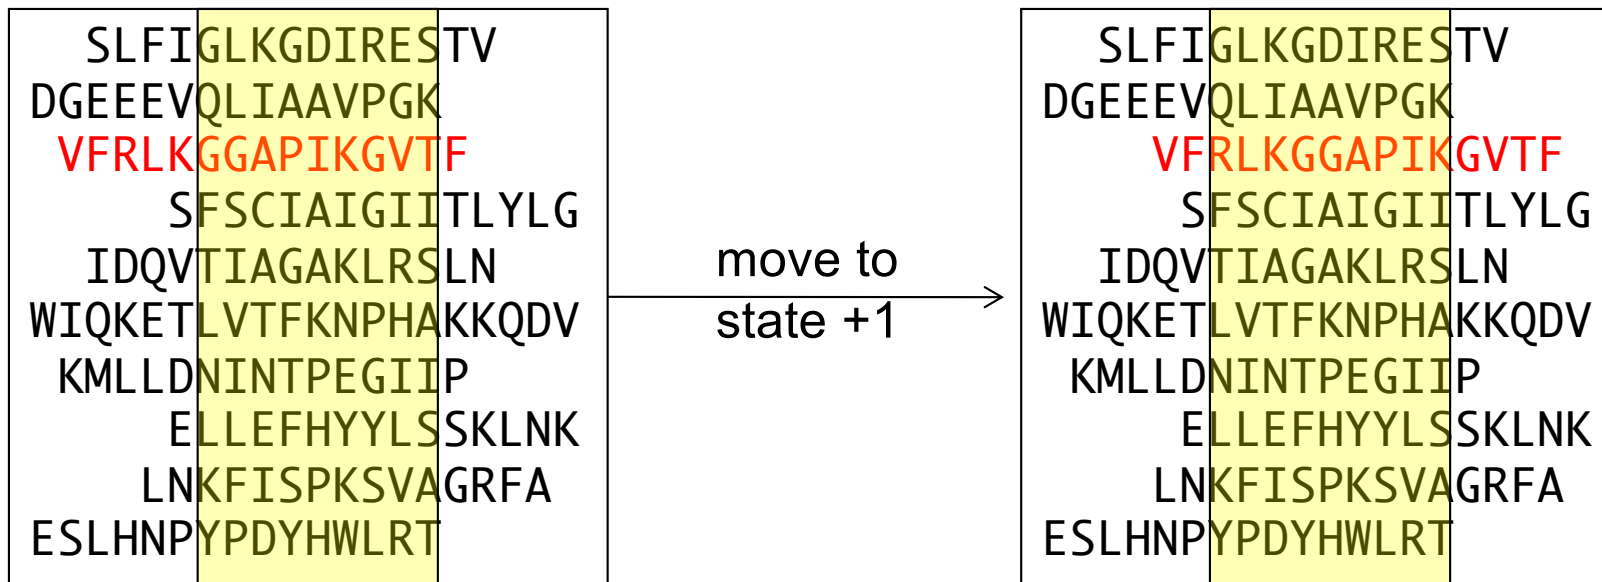 SLFIGLKGDIRESTV
DGEEEVQLIAAVPGK
VFRLKGGAPIKGVTF
SFSCIAIGIITLYLG
IDQVTIAGAKLRSLN
WIQKETLVTFKNPHAKKQDV
KMLLDNINTPEGIIP
ELLEFHYYLSSKLNK
LNKFISPKSVAGRFA
ESLHNPYPDYHWLRT
move to
state +1
SLFIGLKGDIRESTV
DGEEEVQLIAAVPGK
VFRLKGGAPIKGVTF
SFSCIAIGIITLYLG
IDQVTIAGAKLRSLN
WIQKETLVTFKNPHAKKQDV
KMLLDNINTPEGIIP
ELLEFHYYLSSKLNK
LNKFISPKSVAGRFA
ESLHNPYPDYHWLRT